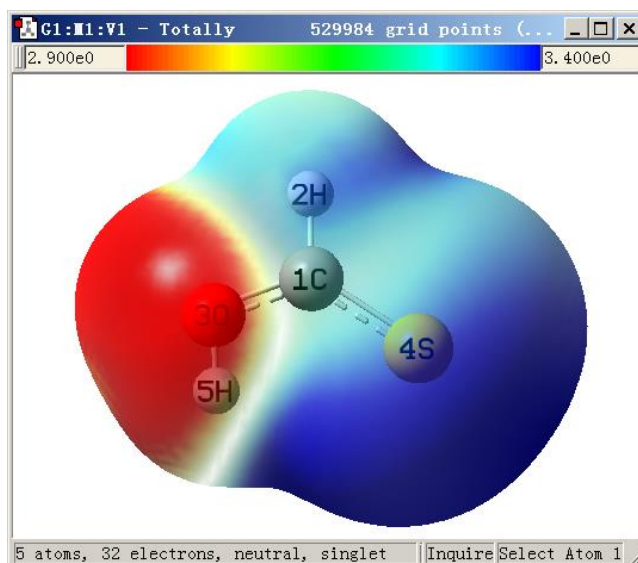 G1:M1:V1 - Totally 529984 grid points (...
2.900e0 3.400e0
2H
1C
3O
4S
5H
5 atoms, 32 electrons, neutral, singlet Inquire Select Atom 1